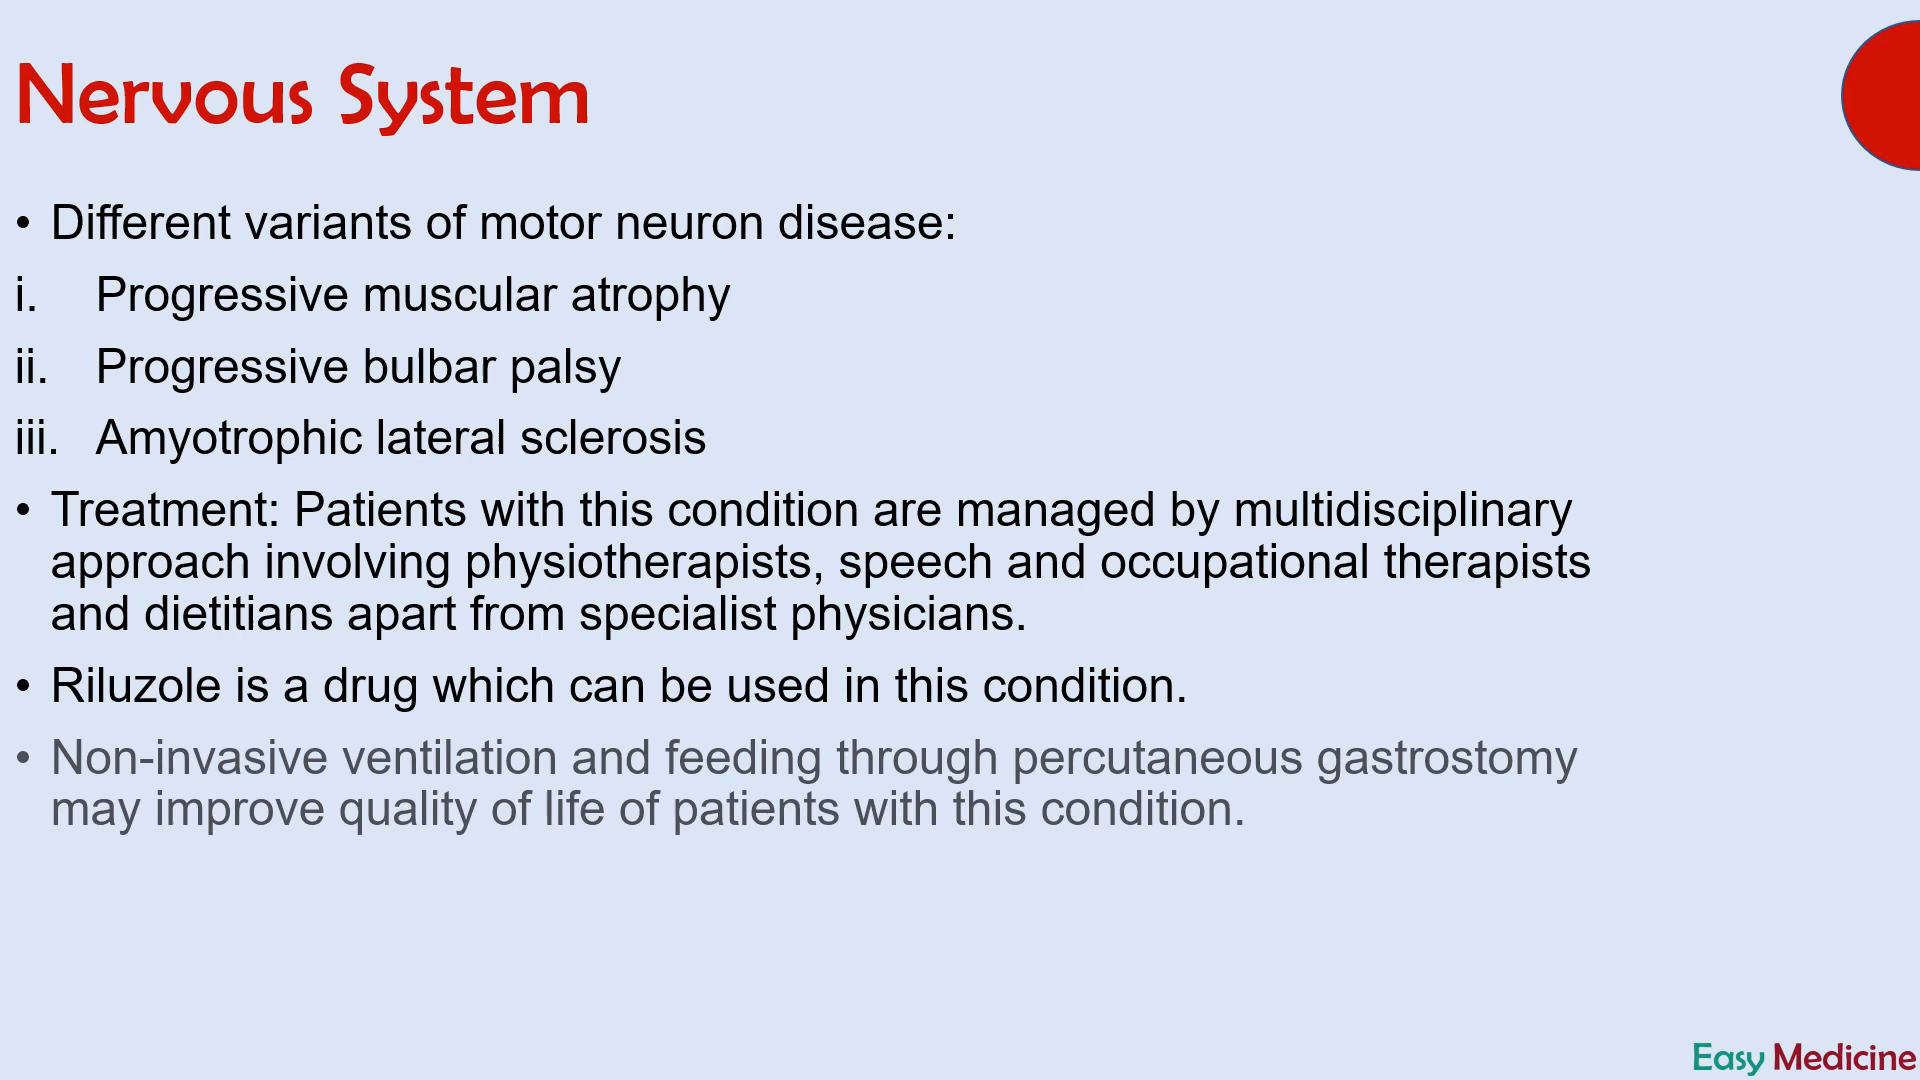 Nervous System
• Different variants of motor neuron disease:
i. Progressive muscular atrophy
ii. Progressive bulbar palsy
iii. Amyotrophic lateral sclerosis
• Treatment: Patients with this condition are managed by multidisciplinary
approach involving physiotherapists, speech and occupational therapists
and dietitians apart from specialist physicians.
• Riluzole is a drug which can be used in this condition.
• Non-invasive ventilation and feeding through percutaneous gastrostomy
may improve quality of life of patients with this condition.
Easy Medicine